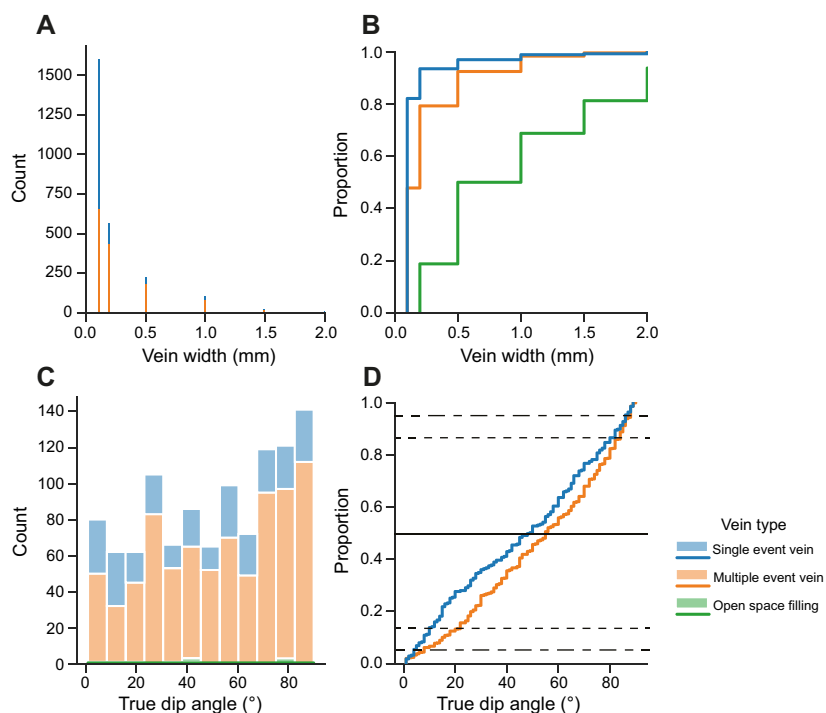 A
B
Count
1500
1250
1000
750
500
250
0
0.0 0.5 1.0 1.5 2.0
Vein width (mm)
Proportion
1.0
0.8
0.6
0.4
0.2
0.0
0.0 0.5 1.0 1.5 2.0
Vein width (mm)
C
D
Count
140
120
100
80
60
40
20
0
0 20 40 60 80
True dip angle (°)
Proportion
1.0
0.8
0.6
0.4
0.2
0.0
0 20 40 60 80
True dip angle (°)
Vein type
Single event vein
Multiple event vein
Open space filling